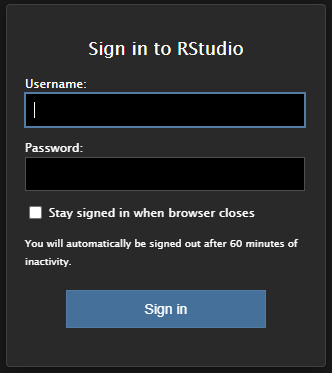 Sign in to RStudio
Username:
Password:
Stay signed in when browser closes
You will automatically be signed out after 60 minutes of
inactivity.
Sign in